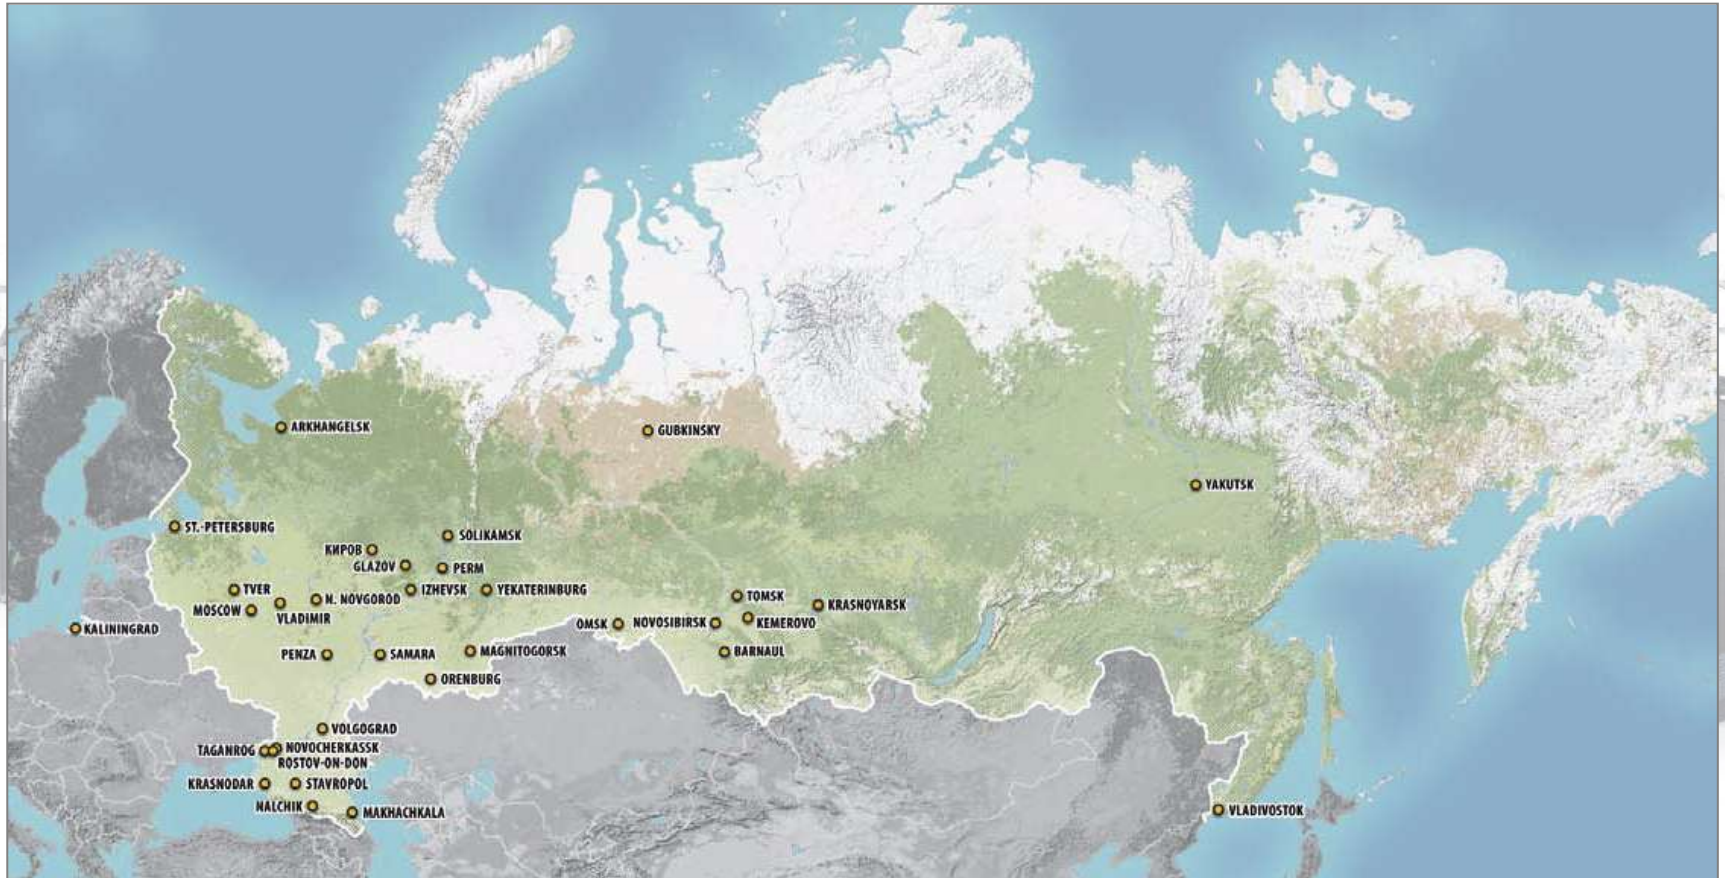 ARKHANGELSK
GUBKINSKY
YAKUTSK
ST.-PETERSBURG
SOLIKAMSK
КИРОВ
GLAZOV
PERM
TVER
N. NOVGOROD
IZHEVSK
YEKATERINBURG
TOMSK
KRASNOYARSK
MOSCOW
VLADIMIR
KALININGRAD
OMSK
NOVOSIBIRSK
KEMEROVO
PENZA
SAMARA
MAGNITOGORSK
BARNAUL
ORENBURG
VOLGOGRAD
TAGANROG
NOVOCHERKASSK
ROSTOV-ON-DON
KRASNODAR
STAVROPOL
NALCHIK
MAKHACHKALA
VLADIVOSTOK